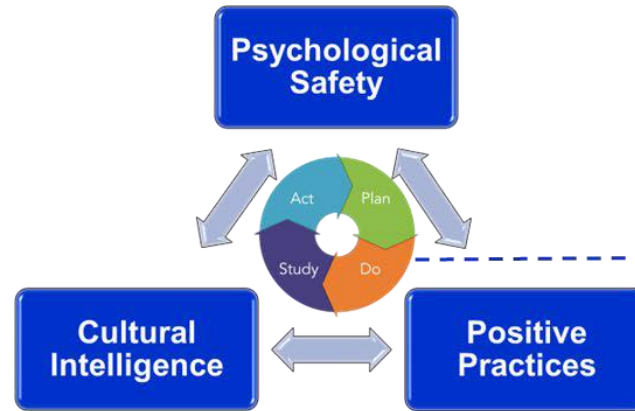 Psychological
Safety
Act
Plan
Study
Do
Cultural
Intelligence
Positive
Practices